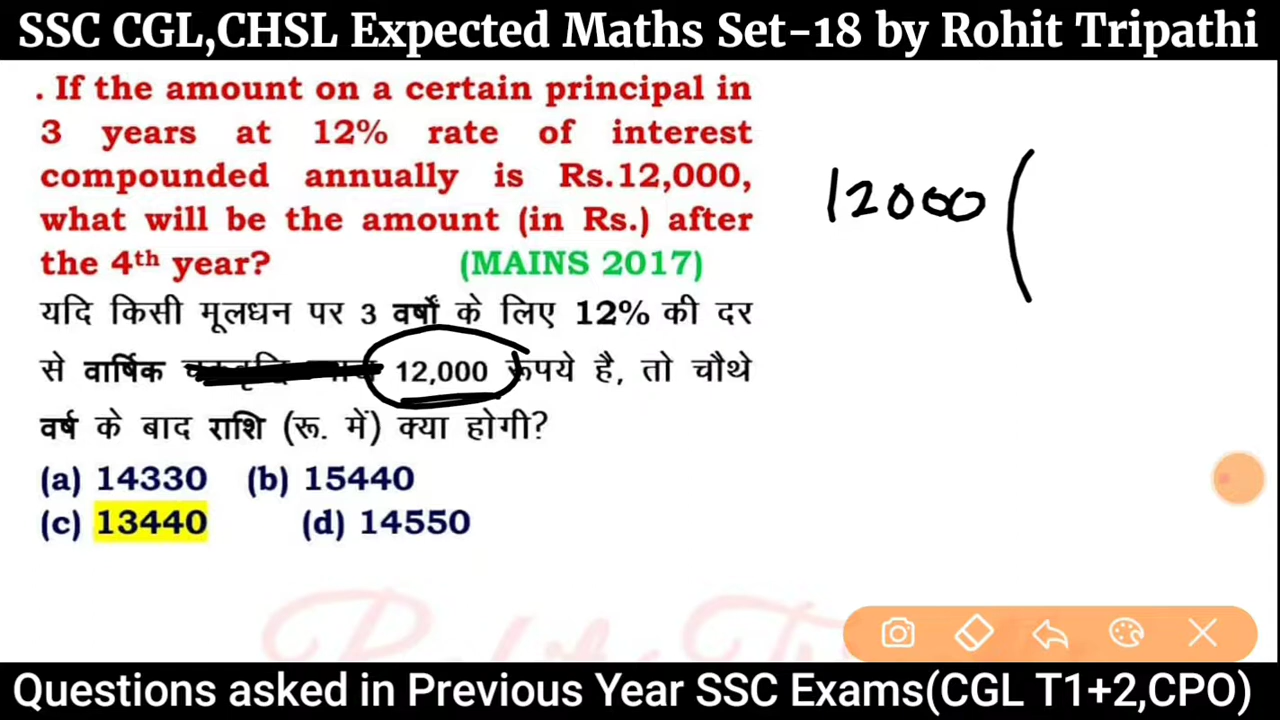 SSC CGL,CHSL Expected Maths Set-18 by Rohit Tripathi
. If the amount on a certain principal in
3 years at 12% rate of interest
compounded annually is Rs.12,000,
what will be the amount (in Rs.) after
the 4th year? (MAINS 2017)
12000 (
यदि किसी मूलधन पर 3 वर्षों के लिए 12% की दर
से वार्षिक 12,000 रूपये है, तो चौथे
वर्ष के बाद राशि (रू. में) क्या होगी?
(a) 14330 (b) 15440
(c) 13440 (d) 14550
Questions asked in Previous Year SSC Exams(CGL T1+2,CPO)